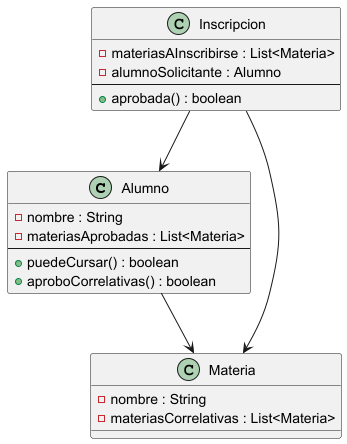 C Inscripcion
materiasAInscribirse : List<Materia>
alumnoSolicitante : Alumno
aprobada() : boolean
C Alumno
nombre : String
materiasAprobadas : List<Materia>
puedeCursar() : boolean
aproboCorrelativas() : boolean
C Materia
nombre : String
materiasCorrelativas : List<Materia>